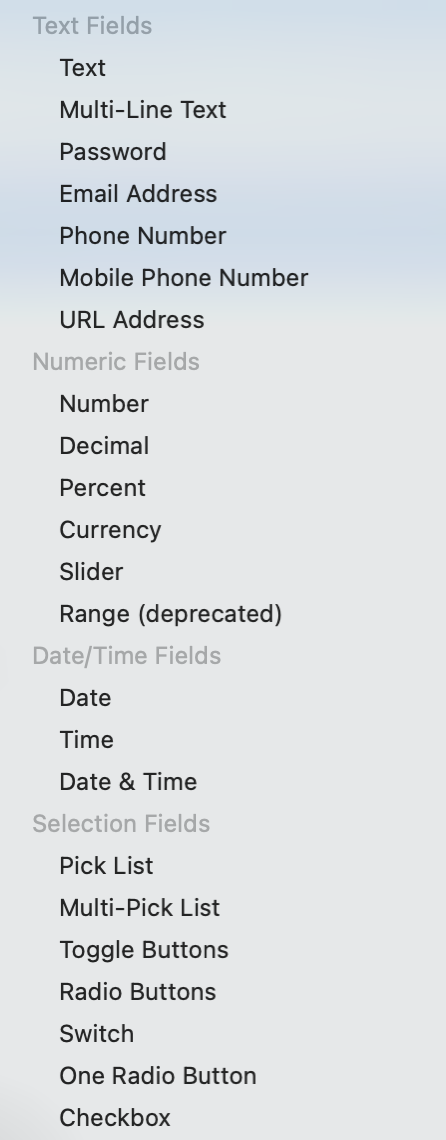 Text Fields
Text
Multi-Line Text
Password
Email Address
Phone Number
Mobile Phone Number
URL Address
Numeric Fields
Number
Decimal
Percent
Currency
Slider
Range (deprecated)
Date/Time Fields
Date
Time
Date & Time
Selection Fields
Pick List
Multi-Pick List
Toggle Buttons
Radio Buttons
Switch
One Radio Button
Checkbox